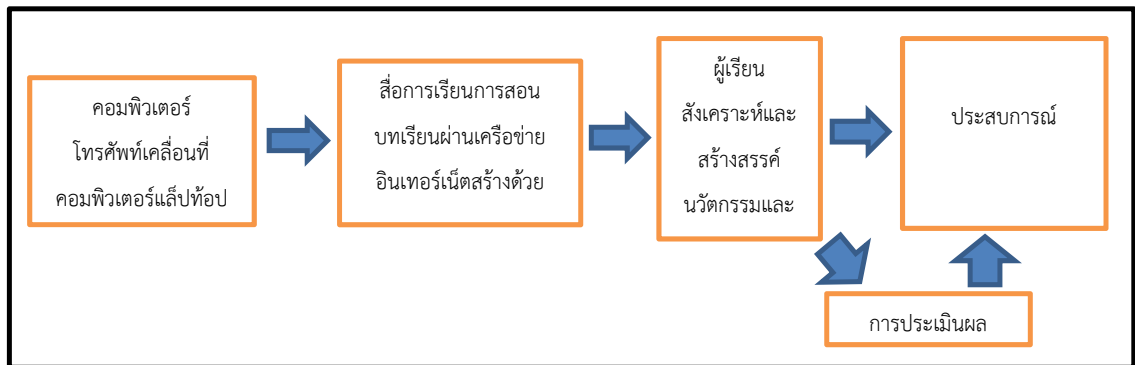 คอมพิวเตอร์
โทรศัพท์เคลื่อนที่
คอมพิวเตอร์แล็ปท้อป
สื่อการเรียนการสอน
บทเรียนผ่านเครือข่าย
อินเทอร์เน็ตสร้างด้วย
ผู้เรียน
สังเคราะห์และ
สร้างสรรค์
นวัตกรรมและ
ประสบการณ์
การประเมินผล